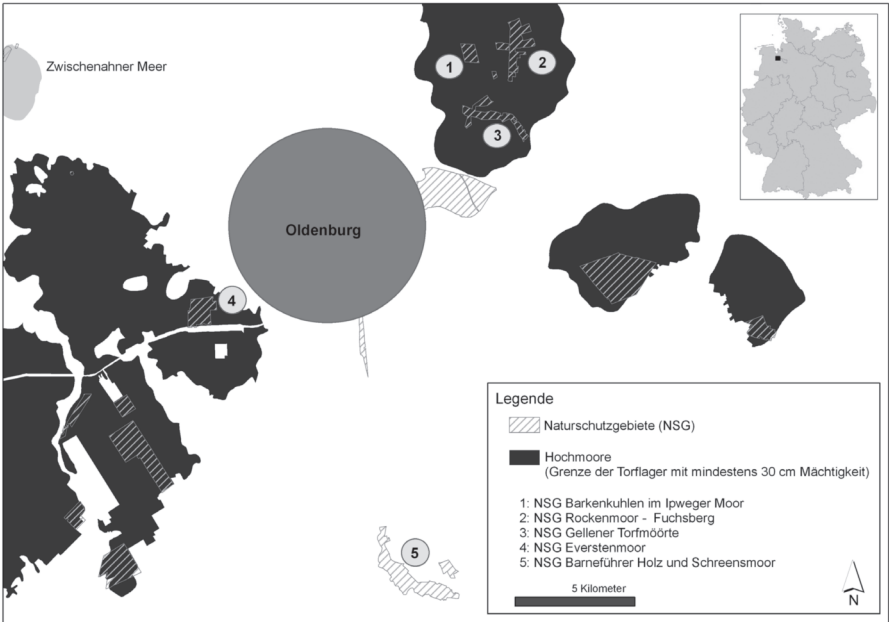 Zwischenahner Meer
1
2
3
Oldenburg
4
5
Legende
Naturschutzgebiete (NSG)
Hochmoore
(Grenze der Torflager mit mindestens 30 cm Mächtigkeit)
1: NSG Barkenkuhlen im Ipweger Moor
2: NSG Rockenmoor - Fuchsberg
3: NSG Gellener Torfmöörte
4: NSG Everstenmoor
5: NSG Barneführer Holz und Schreensmoor
5 Kilometer
N